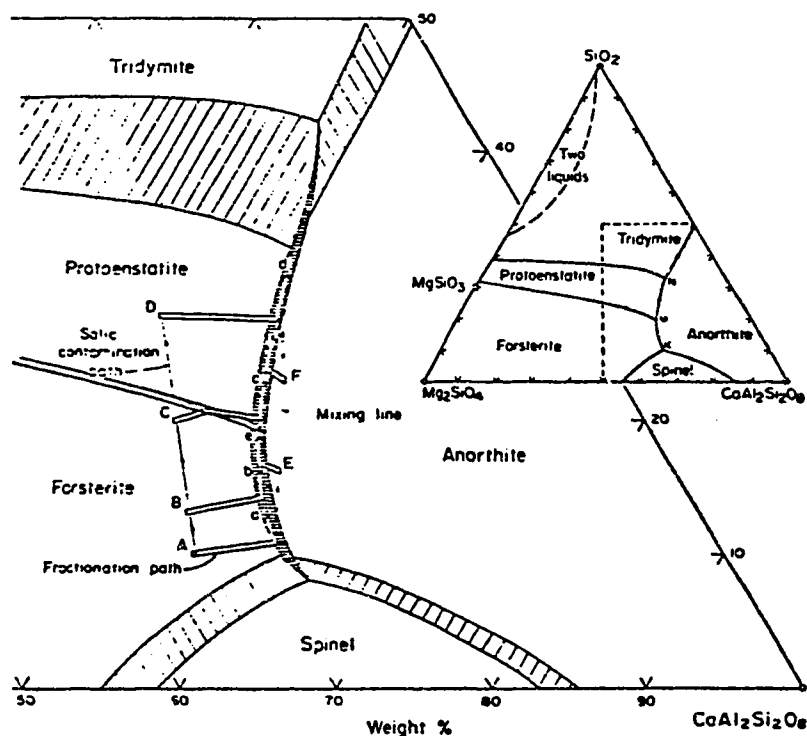 50
Tridymite
SiO₂
40
Two
liquids
Tridymite
Protoenstatite
MgSiO₃
Protoenstatite
D
Salic
contamination
path
Forsterite
Anorthite
Spinel
Mg₂SiO₄
CaAl₂Si₂O₈
F
Mixing line
C
20
Anorthite
E
Forsterite
B
A
Fractionation path
10
Spinel
50
60
70
80
90
CaAl₂Si₂O₈
Weight %